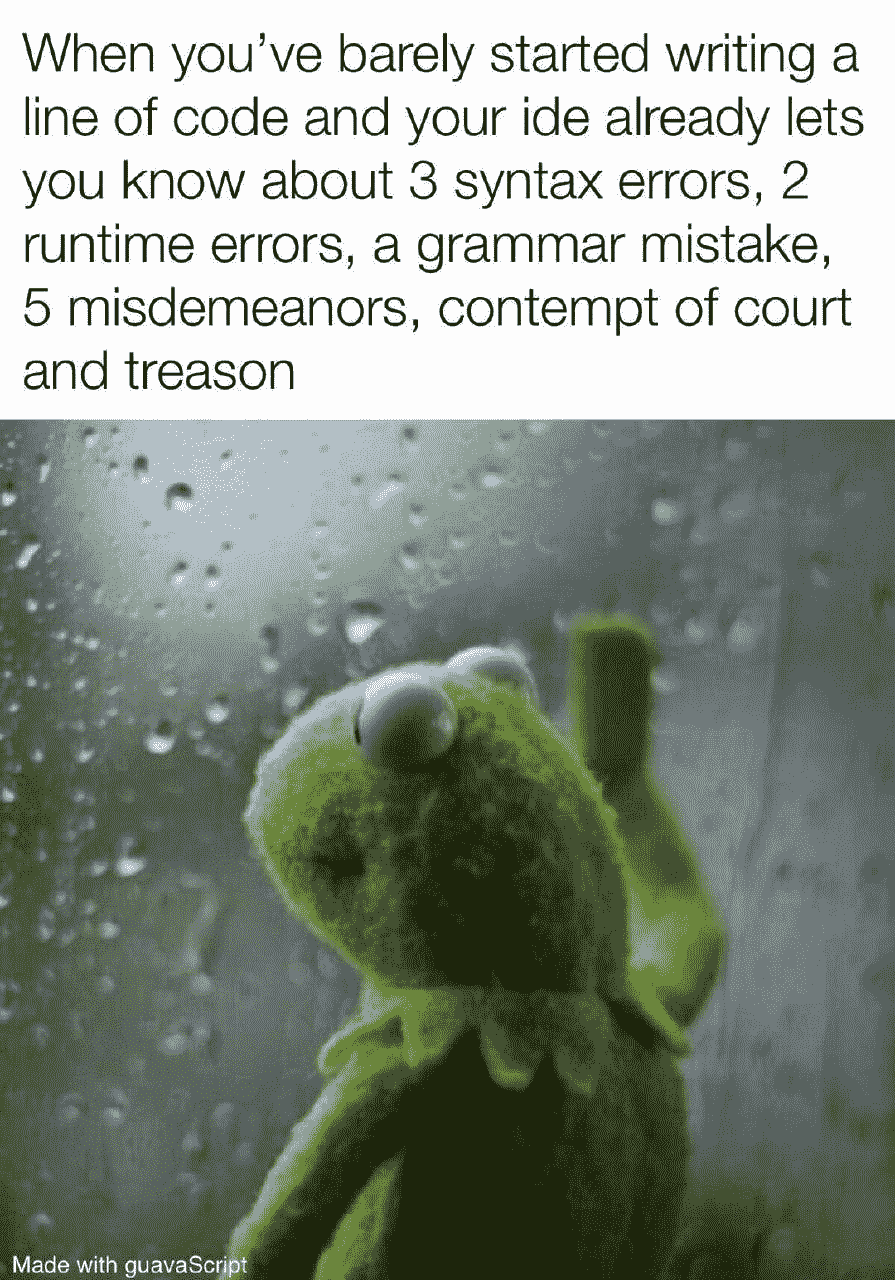 When you’ve barely started writing a
line of code and your ide already lets
you know about 3 syntax errors, 2
runtime errors, a grammar mistake,
5 misdemeanors, contempt of court
and treason
Made with guavaScript